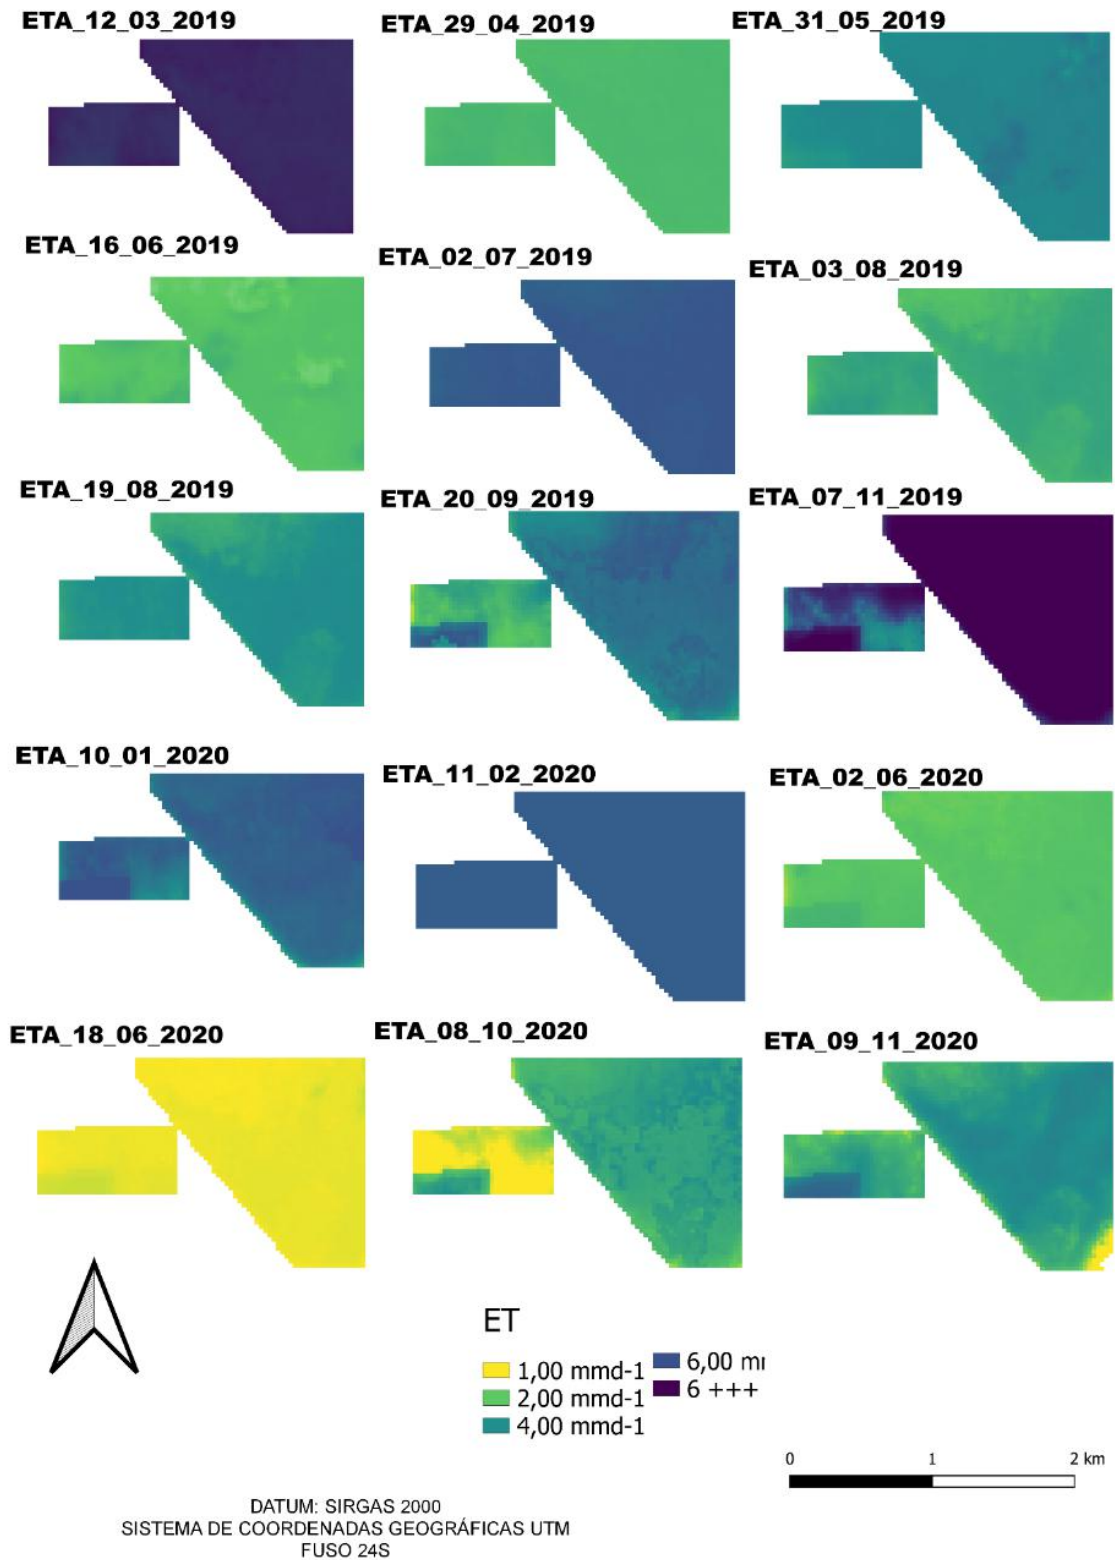 ETA_12_03_2019
ETA_29_04_2019
ETA_31_05_2019
ETA_16_06_2019
ETA_02_07_2019
ETA_03_08_2019
ETA_19_08_2019
ETA_20_09_2019
ETA_07_11_2019
ETA_10_01_2020
ETA_11_02_2020
ETA_02_06_2020
ETA_18_06_2020
ETA_08_10_2020
ETA_09_11_2020
ET
1,00 mmd-1
2,00 mmd-1
4,00 mmd-1
6,00
6 +++
0 1 2 km
DATUM: SIRGAS 2000
SISTEMA DE COORDENADAS GEOGRÁFICAS UTM
FUSO 24S